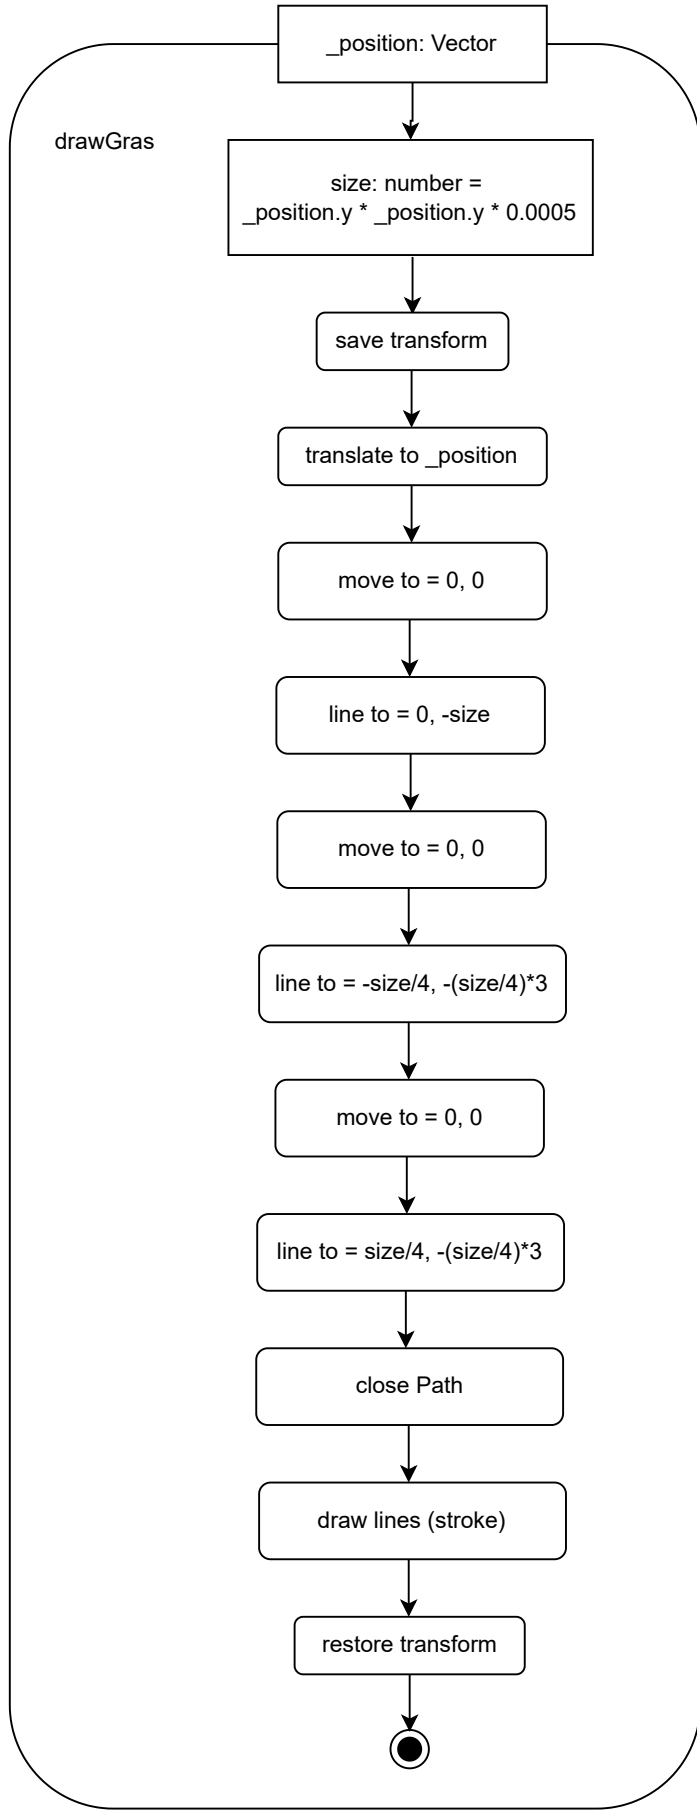 _position: Vector
drawGras
size: number =
_position.y * _position.y * 0.0005
save transform
translate to _position
move to = 0, 0
line to = 0, -size
move to = 0, 0
line to = -size/4, -(size/4)*3
move to = 0, 0
line to = size/4, -(size/4)*3
close Path
draw lines (stroke)
restore transform